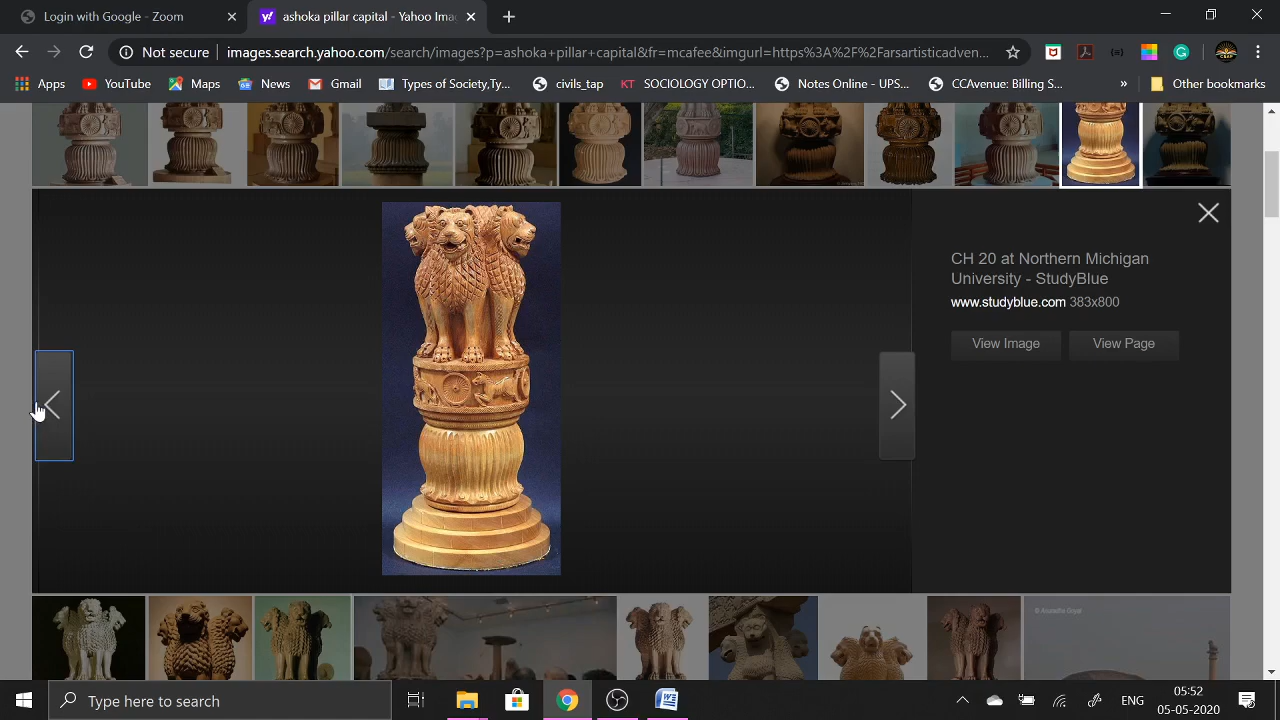 Login with Google - Zoom
ashoka pillar capital - Yahoo Ima
Not secure
images.search.yahoo.com/search/images?p=ashoka+pillar+capital&fr=mcafee&imgurl=https%3A%2F%2Farsartisticadven...
Apps
YouTube
Maps
News
Gmail
Types of Society,Ty...
civils_tap
KT SOCIOLOGY OPTIO...
Notes Online - UPS...
CCAvenue: Billing S...
»
Other bookmarks
CH 20 at Northern Michigan
University - StudyBlue
www.studyblue.com 383x800
View Image
View Page
© Anuradha Goyal
Type here to search
ENG
05:52
05-05-2020